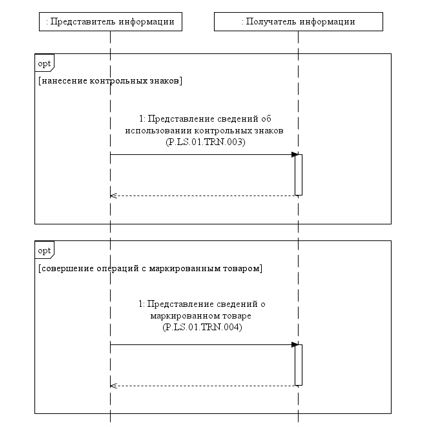 : Представитель информации
: Получатель информации
opt
[нанесение контрольных знаков]
1: Представление сведений об
использовании контрольных знаков
(P.LS.01.TRN.003)
opt
[совершение операций с маркированным товаром]
1: Представление сведений о
маркированном товаре
(P.LS.01.TRN.004)